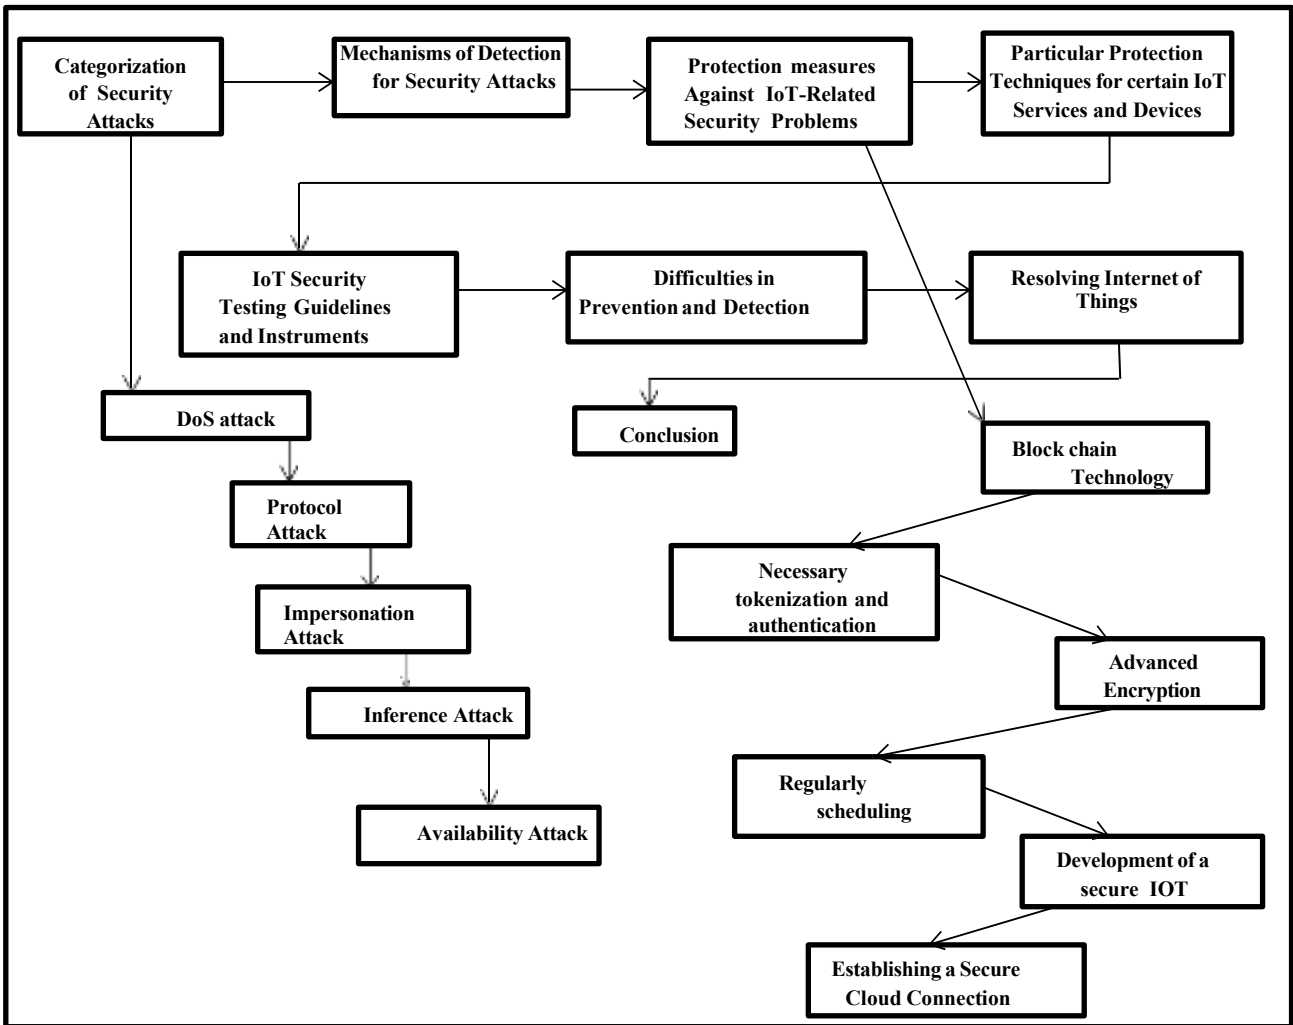 Categorization
of Security
Attacks
Mechanisms of Detection
for Security Attacks
Protection measures
Against IoT-Related
Security Problems
Particular Protection
Techniques for certain IoT
Services and Devices
IoT Security
Testing Guidelines
and Instruments
Difficulties in
Prevention and Detection
Resolving Internet of
Things
DoS attack
Conclusion
Block chain
Technology
Protocol
Attack
Necessary
tokenization and
authentication
Impersonation
Attack
Advanced
Encryption
Inference Attack
Regularly
scheduling
Availability Attack
Development of a
secure IOT
Establishing a Secure
Cloud Connection